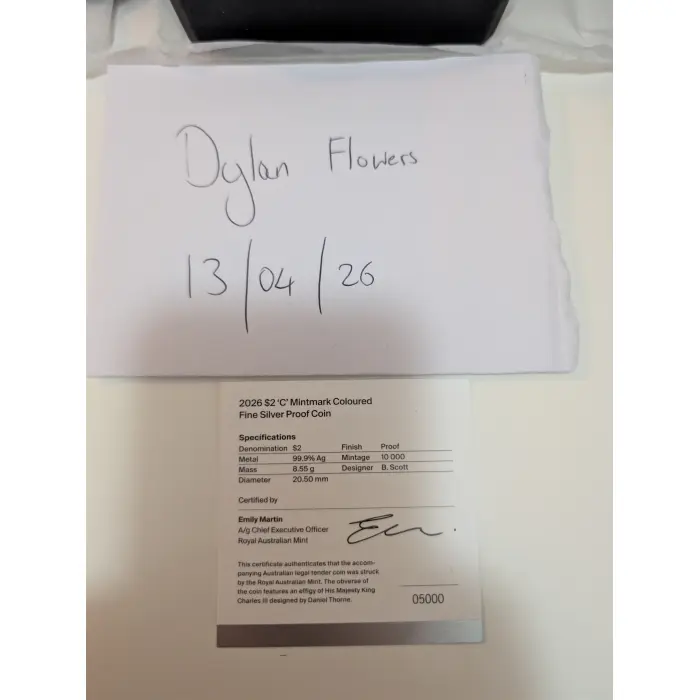 Dylan Flowers
13/04/26
2026 $2 'C' Mintmark Coloured
Fine Silver Proof Coin
Specifications
Denomination $2 Finish Proof
Metal 99.9% Ag Mintage 10 000
Mass 8.55 g Designer B. Scott
Diameter 20.50 mm
Certified by
Emily Martin
A/g Chief Executive Officer
Royal Australian Mint
This certificate authenticates that the accom-
panying Australian legal tender coin was struck
by the Royal Australian Mint. The obverse of
the coin features an effigy of His Majesty King
Charles III designed by Daniel Thorne.
05000